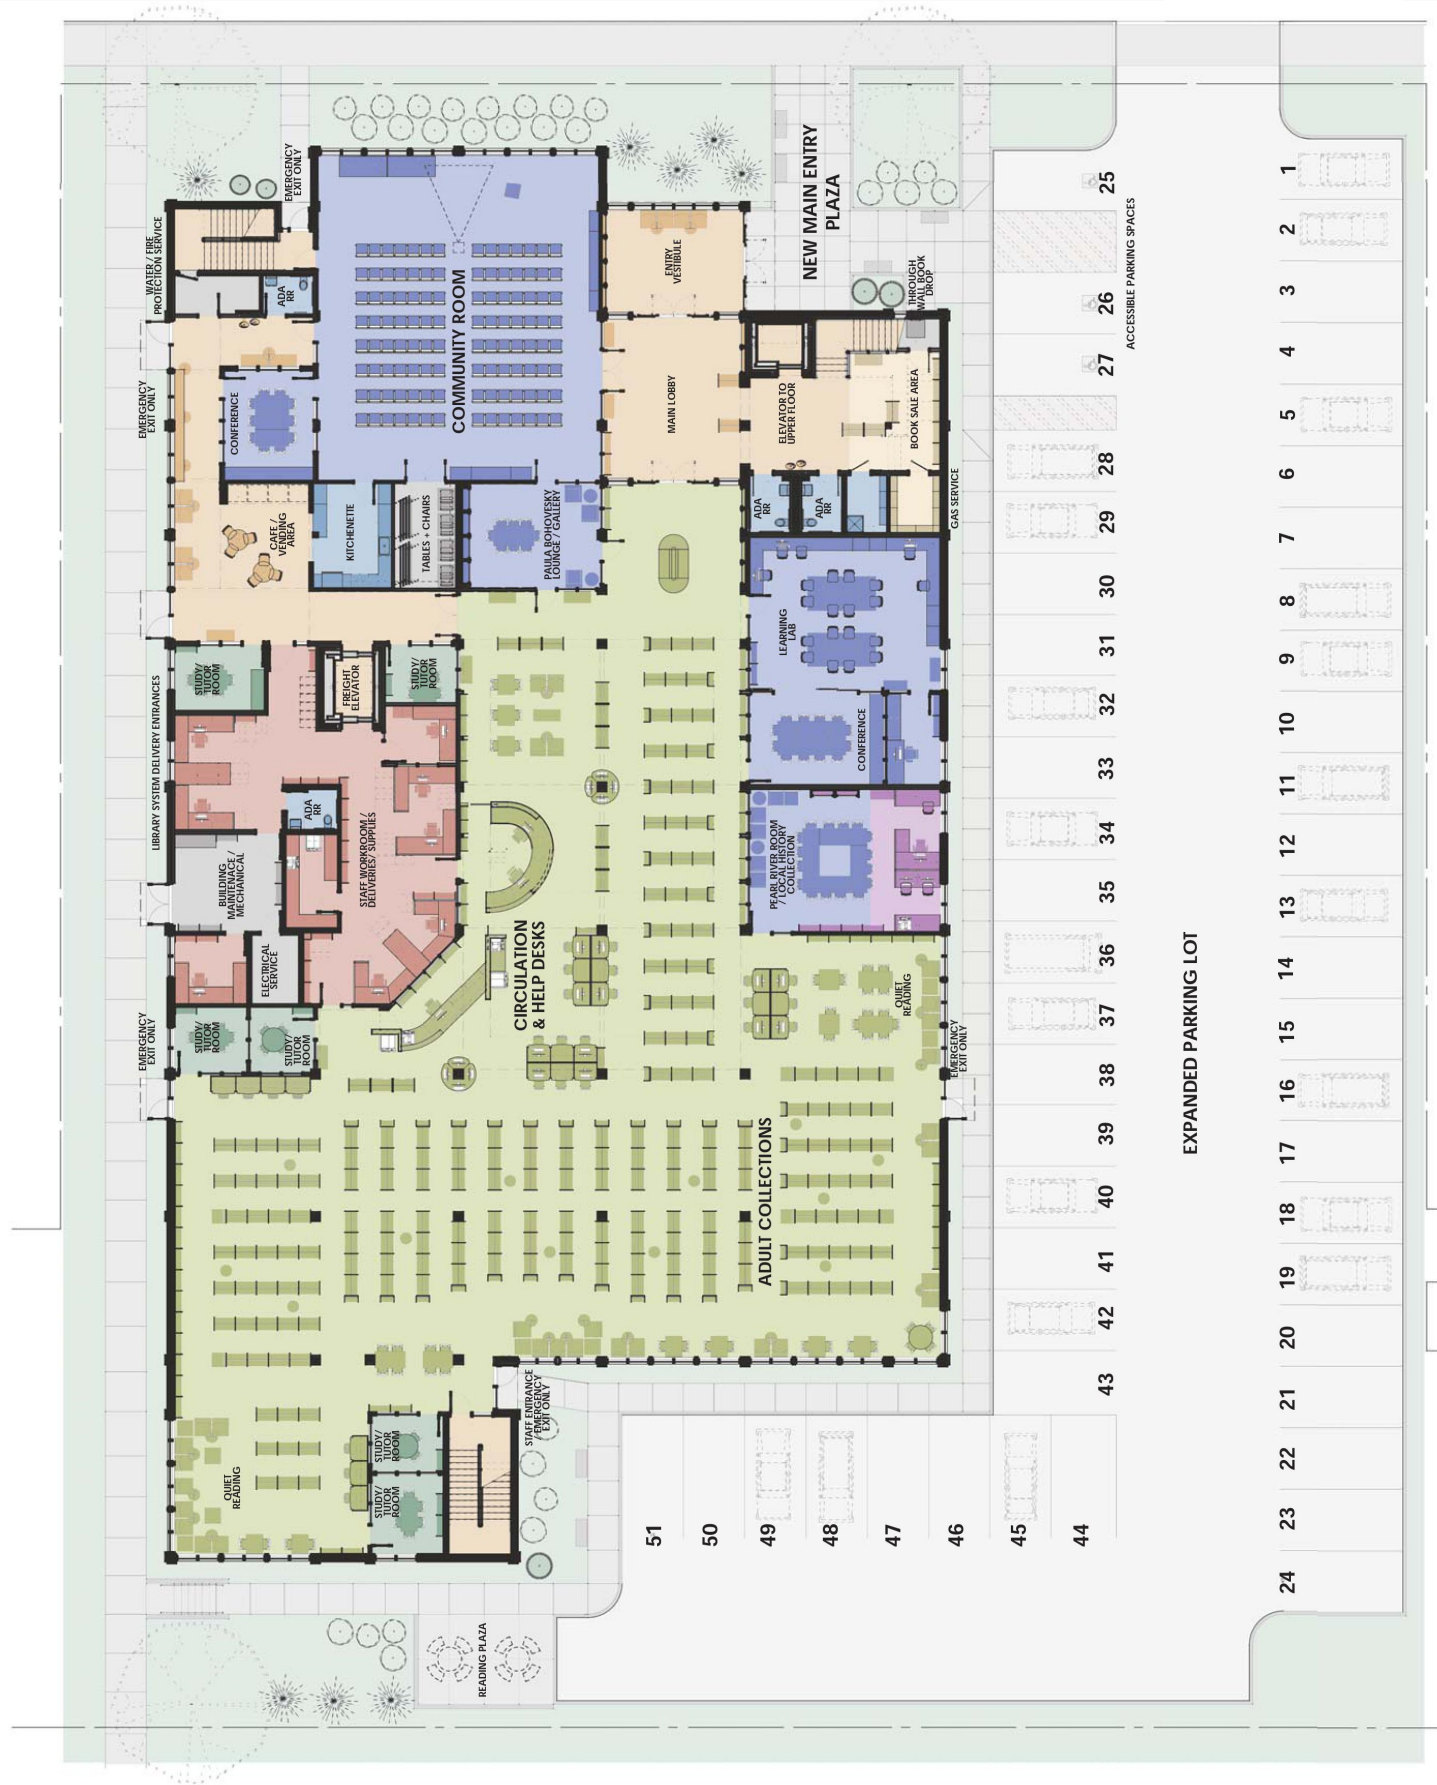 EMERGENCY
EXIT ONLY
WATER / FIRE
PROTECTION SERVICE
ADA
RR
EMERGENCY
EXIT ONLY
CONFERENCE
COMMUNITY ROOM
ENTRY
VESTIBULE
NEW MAIN ENTRY
PLAZA
THROUGH
WALL BOOK
DROP
MAIN LOBBY
ELEVATOR TO
UPPER FLOOR
BOOK SALE AREA
CAFE /
VENDING
AREA
KITCHENETTE
TABLES + CHAIRS
PAULA BOHOVESKY
LOUNGE / GALLERY
ADA
RR
ADA
RR
GAS SERVICE
LEARNING
LAB
CONFERENCE
LIBRARY SYSTEM DELIVERY ENTRANCES
STUDY/
TUTOR
ROOM
FREIGHT
ELEVATOR
STUDY/
TUTOR
ROOM
ADA
RR
STAFF WORKROOM /
DELIVERIES/ SUPPLIES
BUILDING
MAINTENACE /
MECHANICAL
ELECTRICAL
SERVICE
PEARL RIVER ROOM
/ LOCAL HISTORY
COLLECTION
CIRCULATION
& HELP DESKS
QUIET
READING
EMERGENCY
EXIT ONLY
STUDY/
TUTOR
ROOM
STUDY/
TUTOR
ROOM
EMERGENCY
EXIT ONLY
ADULT COLLECTIONS
QUIET
READING
STUDY/
TUTOR
ROOM
STUDY/
TUTOR
ROOM
STAFF ENTRANCE
/ EMERGENCY
EXIT ONLY
READING PLAZA
ACCESSIBLE PARKING SPACES
EXPANDED PARKING LOT
1
2
3
4
5
6
7
8
9
10
11
12
13
14
15
16
17
18
19
20
21
22
23
24
25
26
27
28
29
30
31
32
33
34
35
36
37
38
39
40
41
42
43
44
45
46
47
48
49
50
51